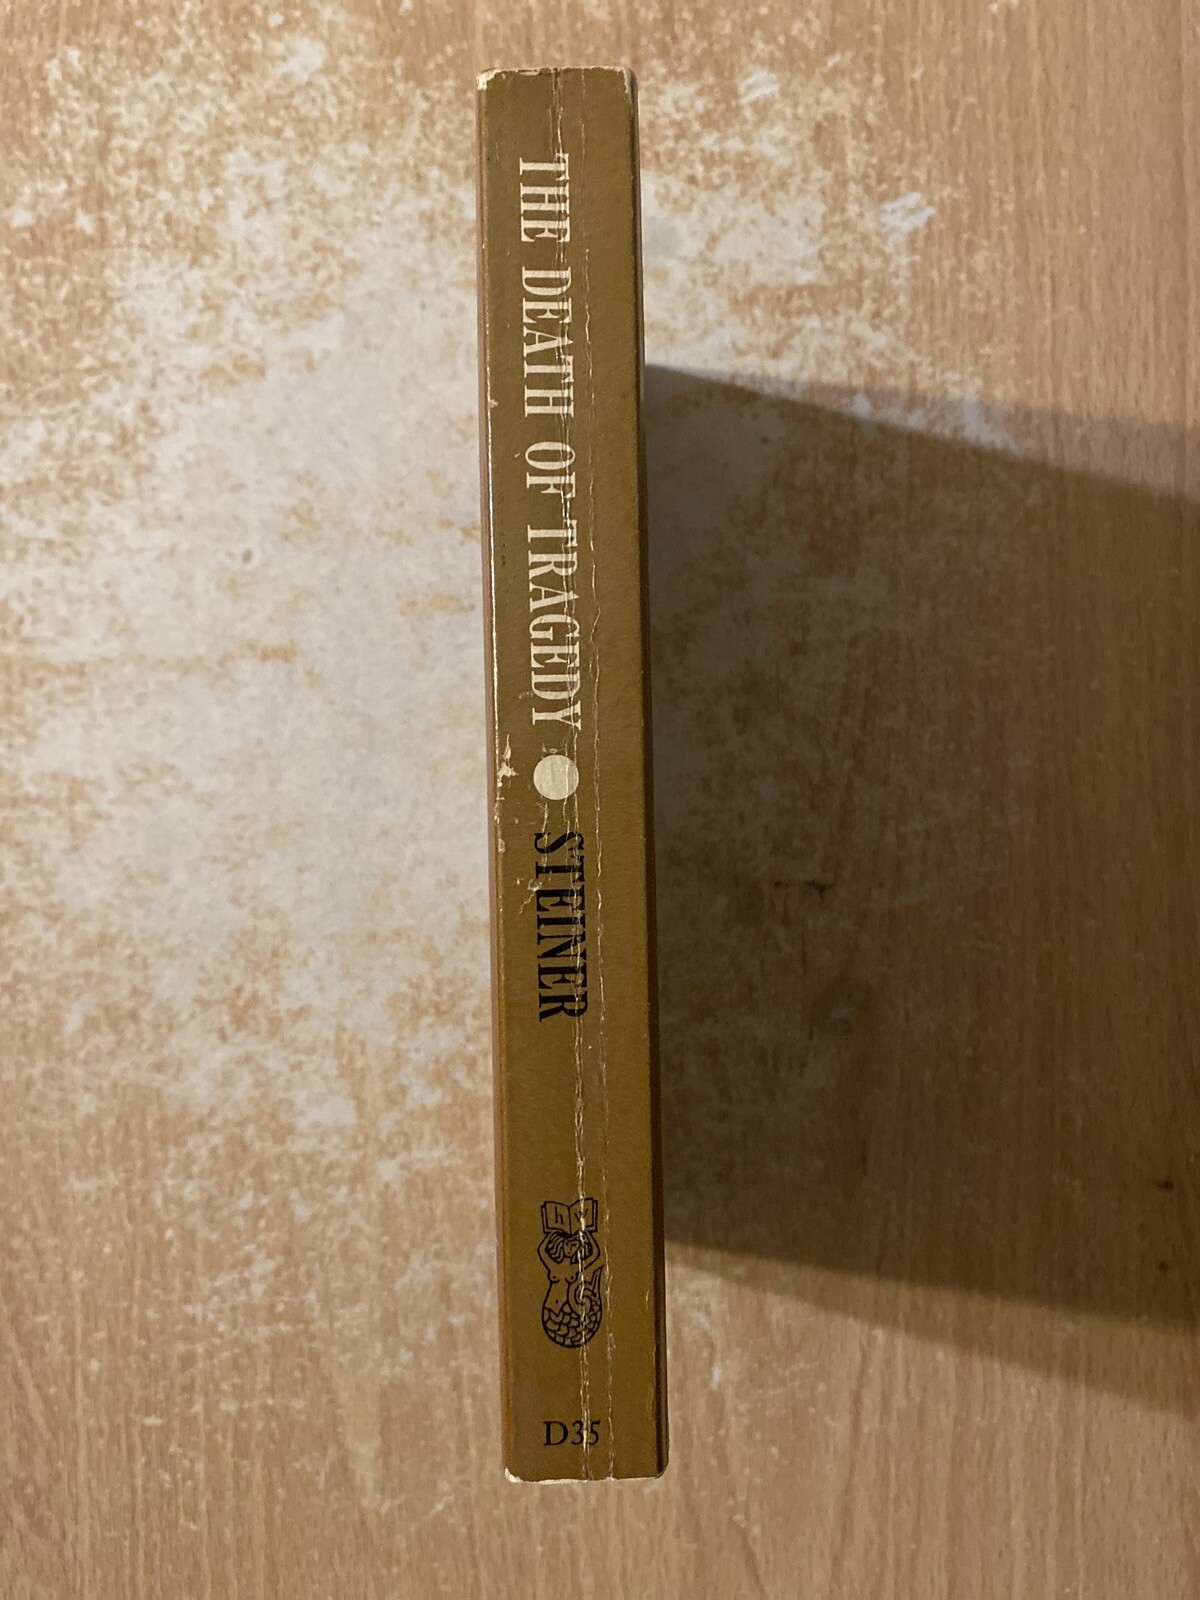 THE DEATH OF TRAGEDY ● STEINER
h w
D35